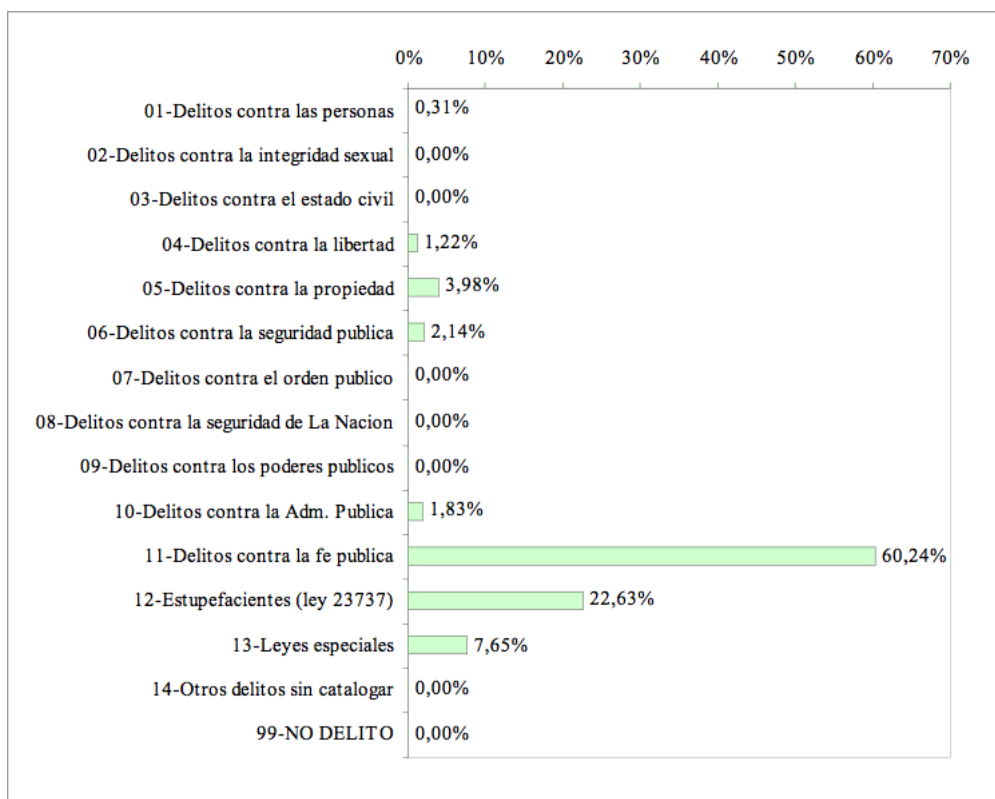 0% 10% 20% 30% 40% 50% 60% 70%
01-Delitos contra las personas 0,31%
02-Delitos contra la integridad sexual 0,00%
03-Delitos contra el estado civil 0,00%
04-Delitos contra la libertad 1,22%
05-Delitos contra la propiedad 3,98%
06-Delitos contra la seguridad publica 2,14%
07-Delitos contra el orden publico 0,00%
08-Delitos contra la seguridad de La Nacion 0,00%
09-Delitos contra los poderes publicos 0,00%
10-Delitos contra la Adm. Publica 1,83%
11-Delitos contra la fe publica 60,24%
12-Estupefacientes (ley 23737) 22,63%
13-Leyes especiales 7,65%
14-Otros delitos sin catalogar 0,00%
99-NO DELITO 0,00%